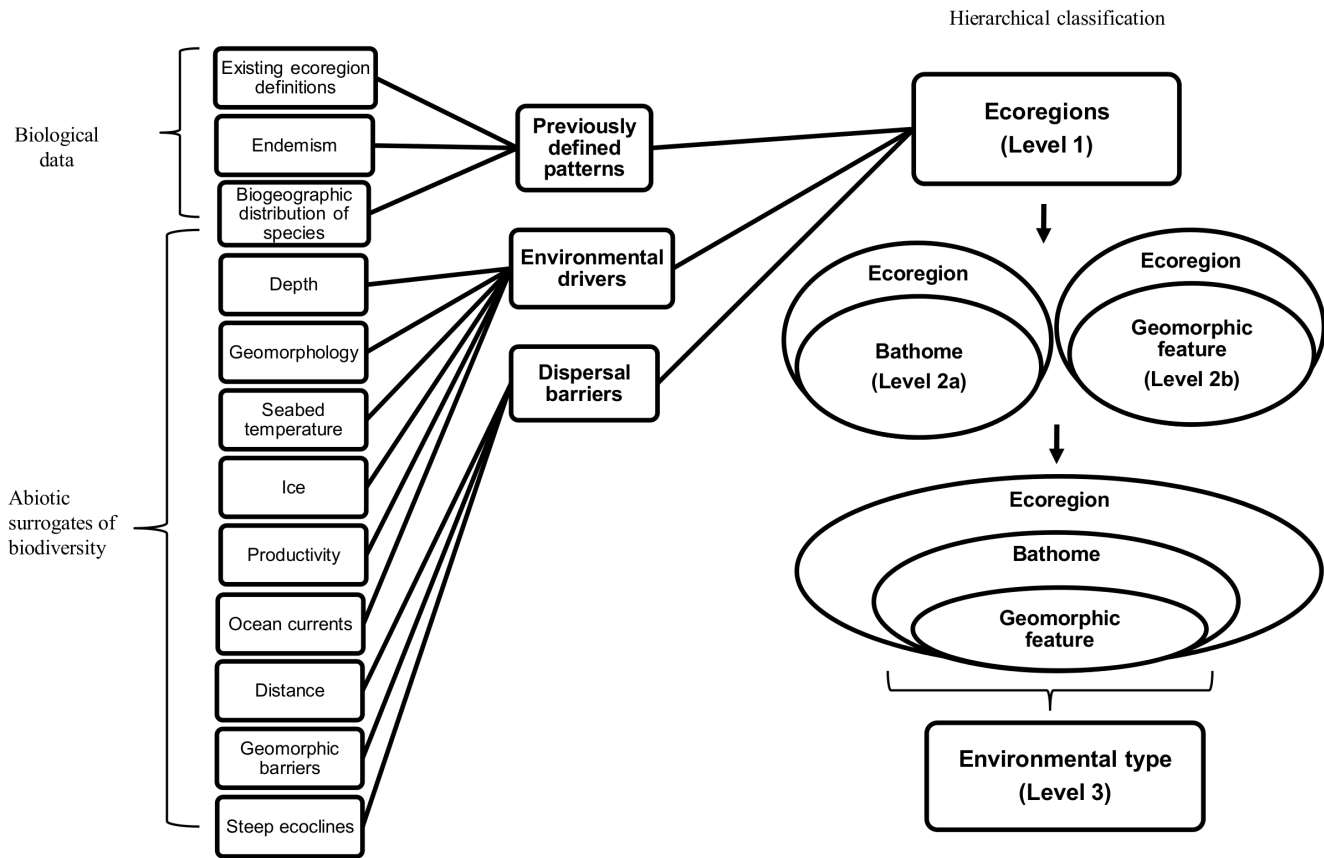 Hierarchical classification
Biological
data
Existing ecoregion
definitions
Endemism
Biogeographic
distribution of
species
Abiotic
surrogates of
biodiversity
Depth
Geomorphology
Seabed
temperature
Ice
Productivity
Ocean currents
Distance
Geomorphic
barriers
Steep ecoclines
Previously
defined
patterns
Environmental
drivers
Dispersal
barriers
Ecoregions
(Level 1)
Ecoregion
Bathome
(Level 2a)
Ecoregion
Geomorphic
feature
(Level 2b)
Ecoregion
Bathome
Geomorphic
feature
Environmental type
(Level 3)